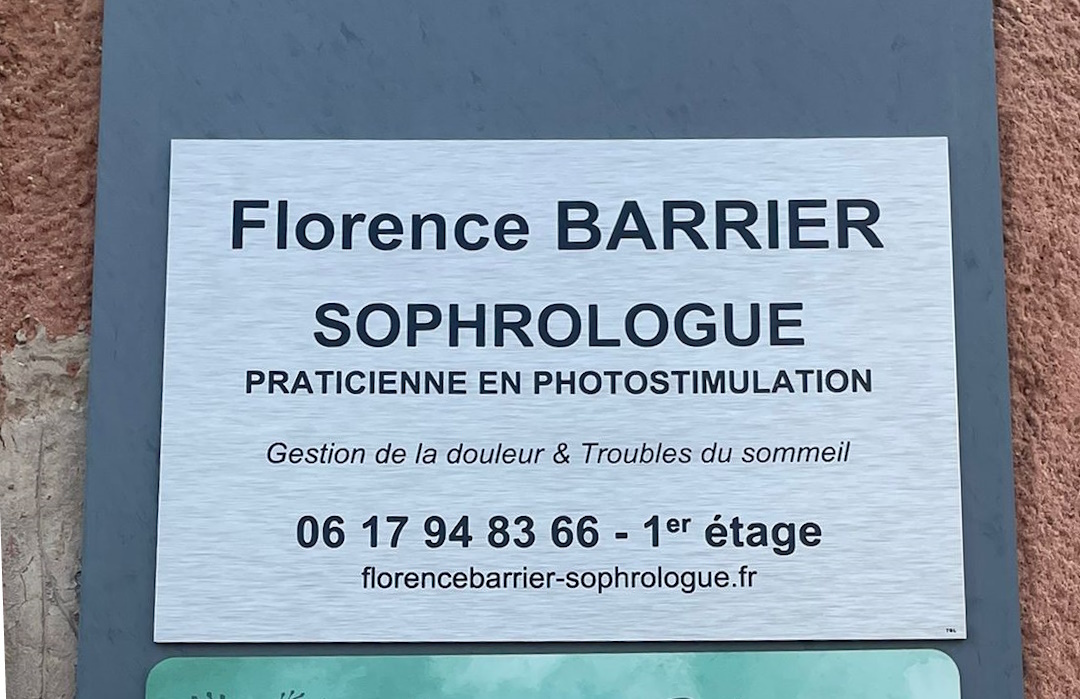 Florence BARRIER
SOPHROLOGUE
PRATICIENNE EN PHOTOSTIMULATION
Gestion de la douleur & Troubles du sommeil
06 17 94 83 66 - 1er étage
florencebarrier-sophrologue.fr